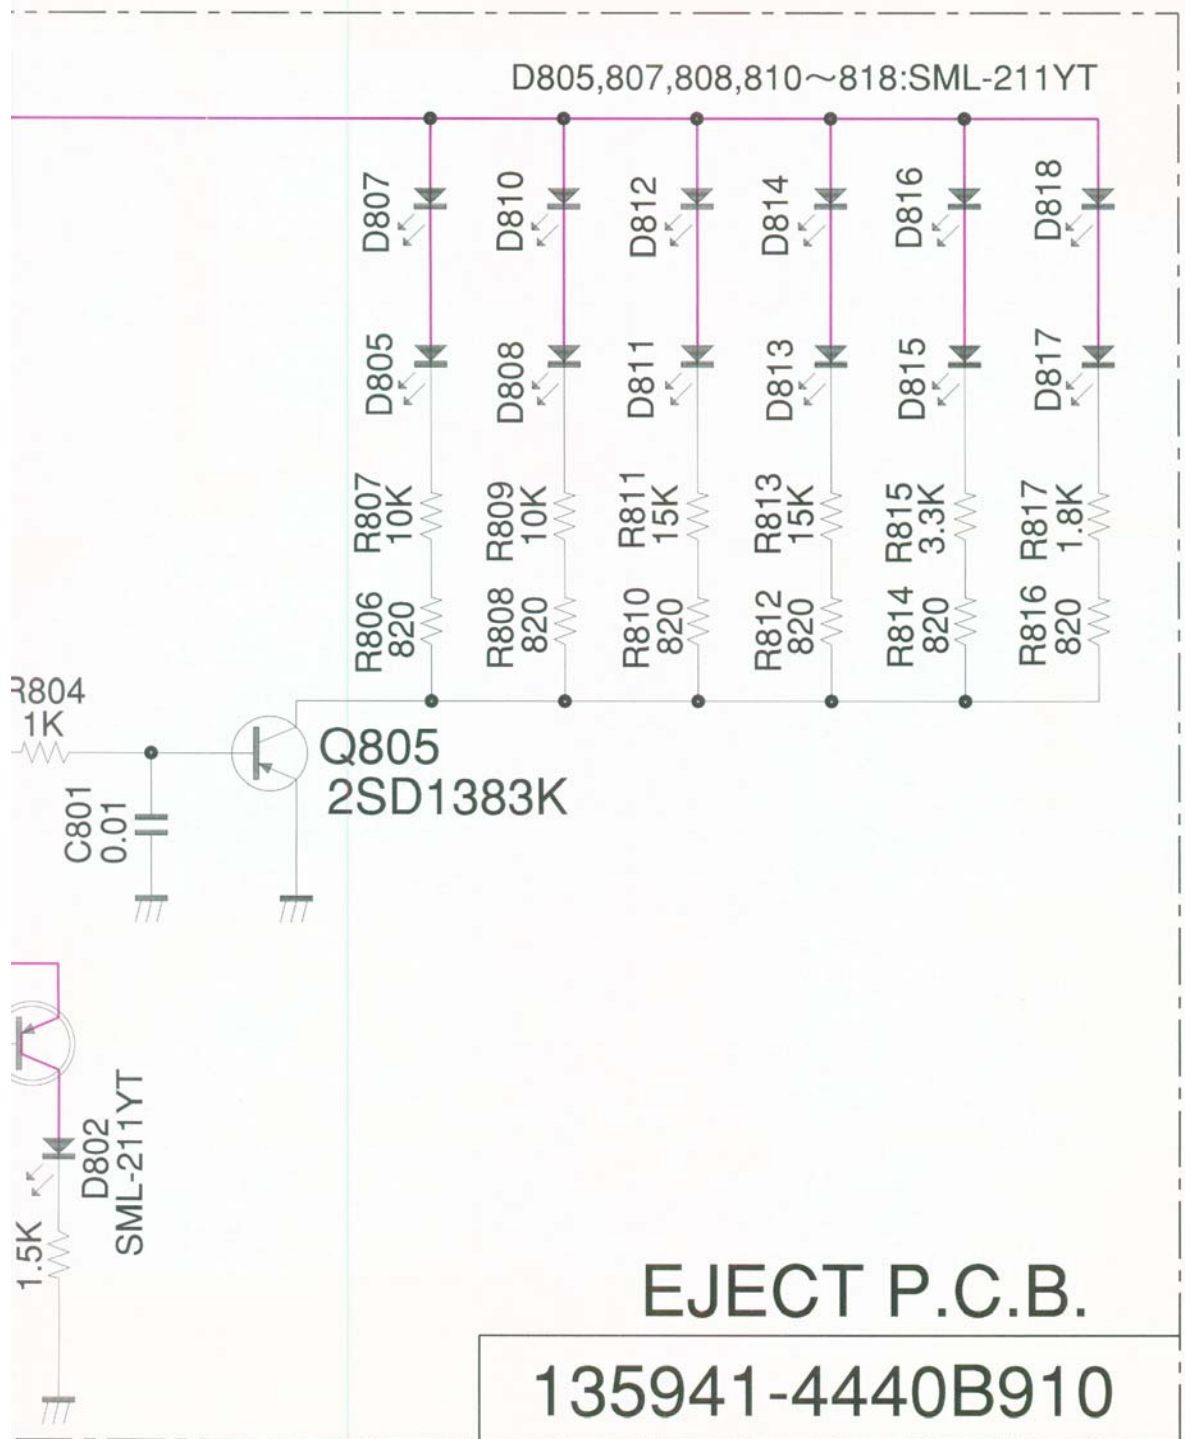 D805,807,808,810～818:SML-211YT
D807
D810
D812
D814
D816
D818
D805
D808
D811
D813
D815
D817
R807
10K
R809
10K
R811
15K
R813
15K
R815
3.3K
R817
1.8K
R806
820
R808
820
R810
820
R812
820
R814
820
R816
820
R804
1K
Q805
2SD1383K
C801
0.01
D802
SML-211YT
1.5K
EJECT P.C.B.
135941-4440B910